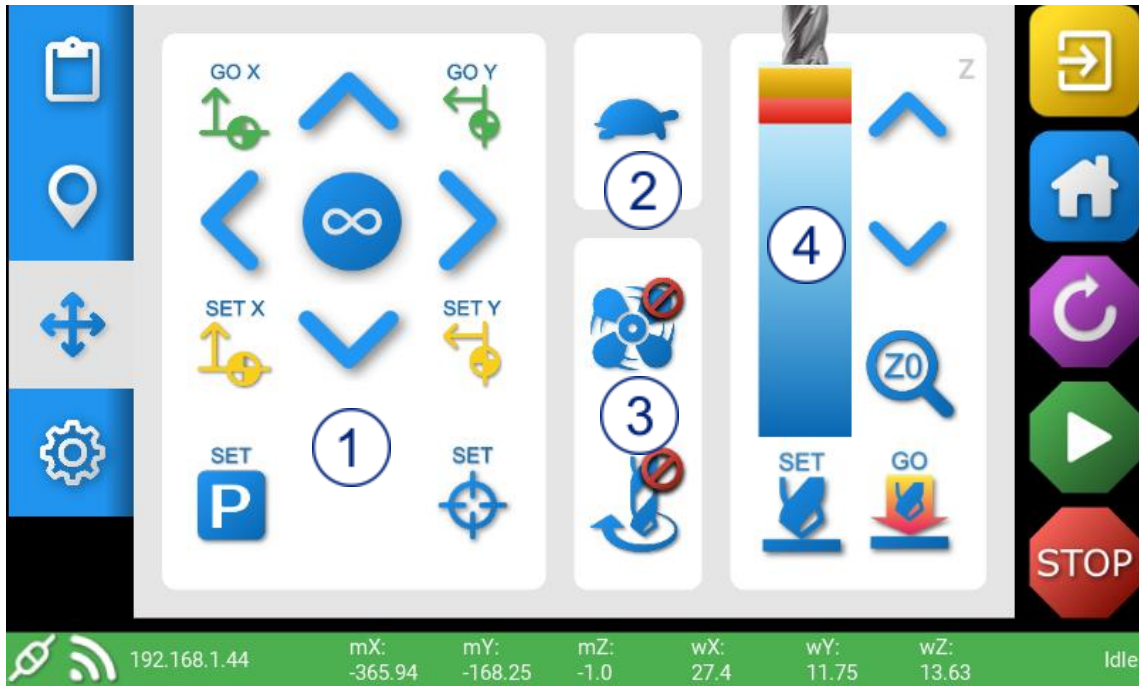 GO X
GO Y
Z
2
∞
4
SET X
SET Y
Z0
3
1
SET
P
SET
SET
GO
STOP
192.168.1.44
mX:
-365.94
mY:
-168.25
mZ:
-1.0
wX:
27.4
wY:
11.75
wZ:
13.63
Idle